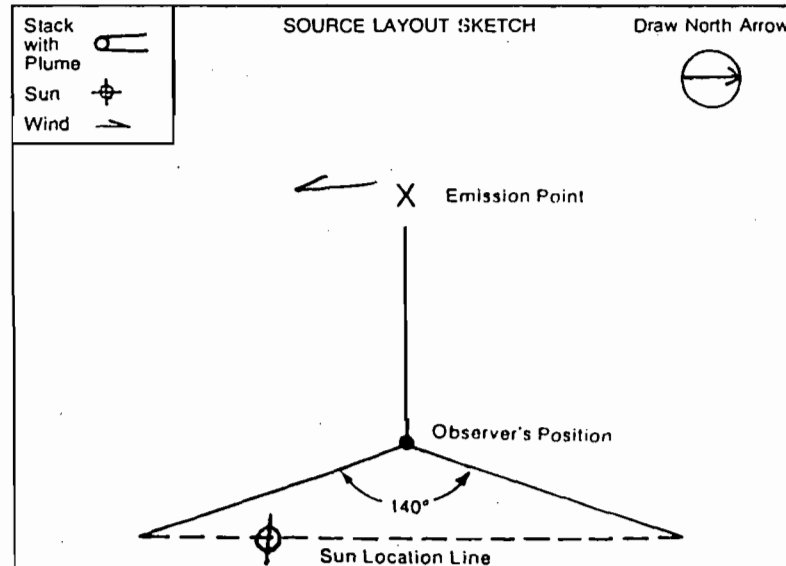 Stack
with
Plume
Sun
Wind
SOURCE LAYOUT SKETCH
Draw North Arrow
X Emission Point
Observer's Position
140°
Sun Location Line